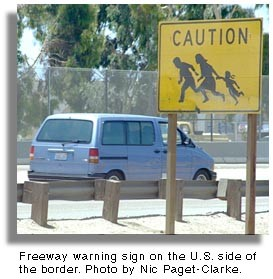 CAUTION
Freeway warning sign on the U.S. side of
the border. Photo by Nic Paget-Clarke.